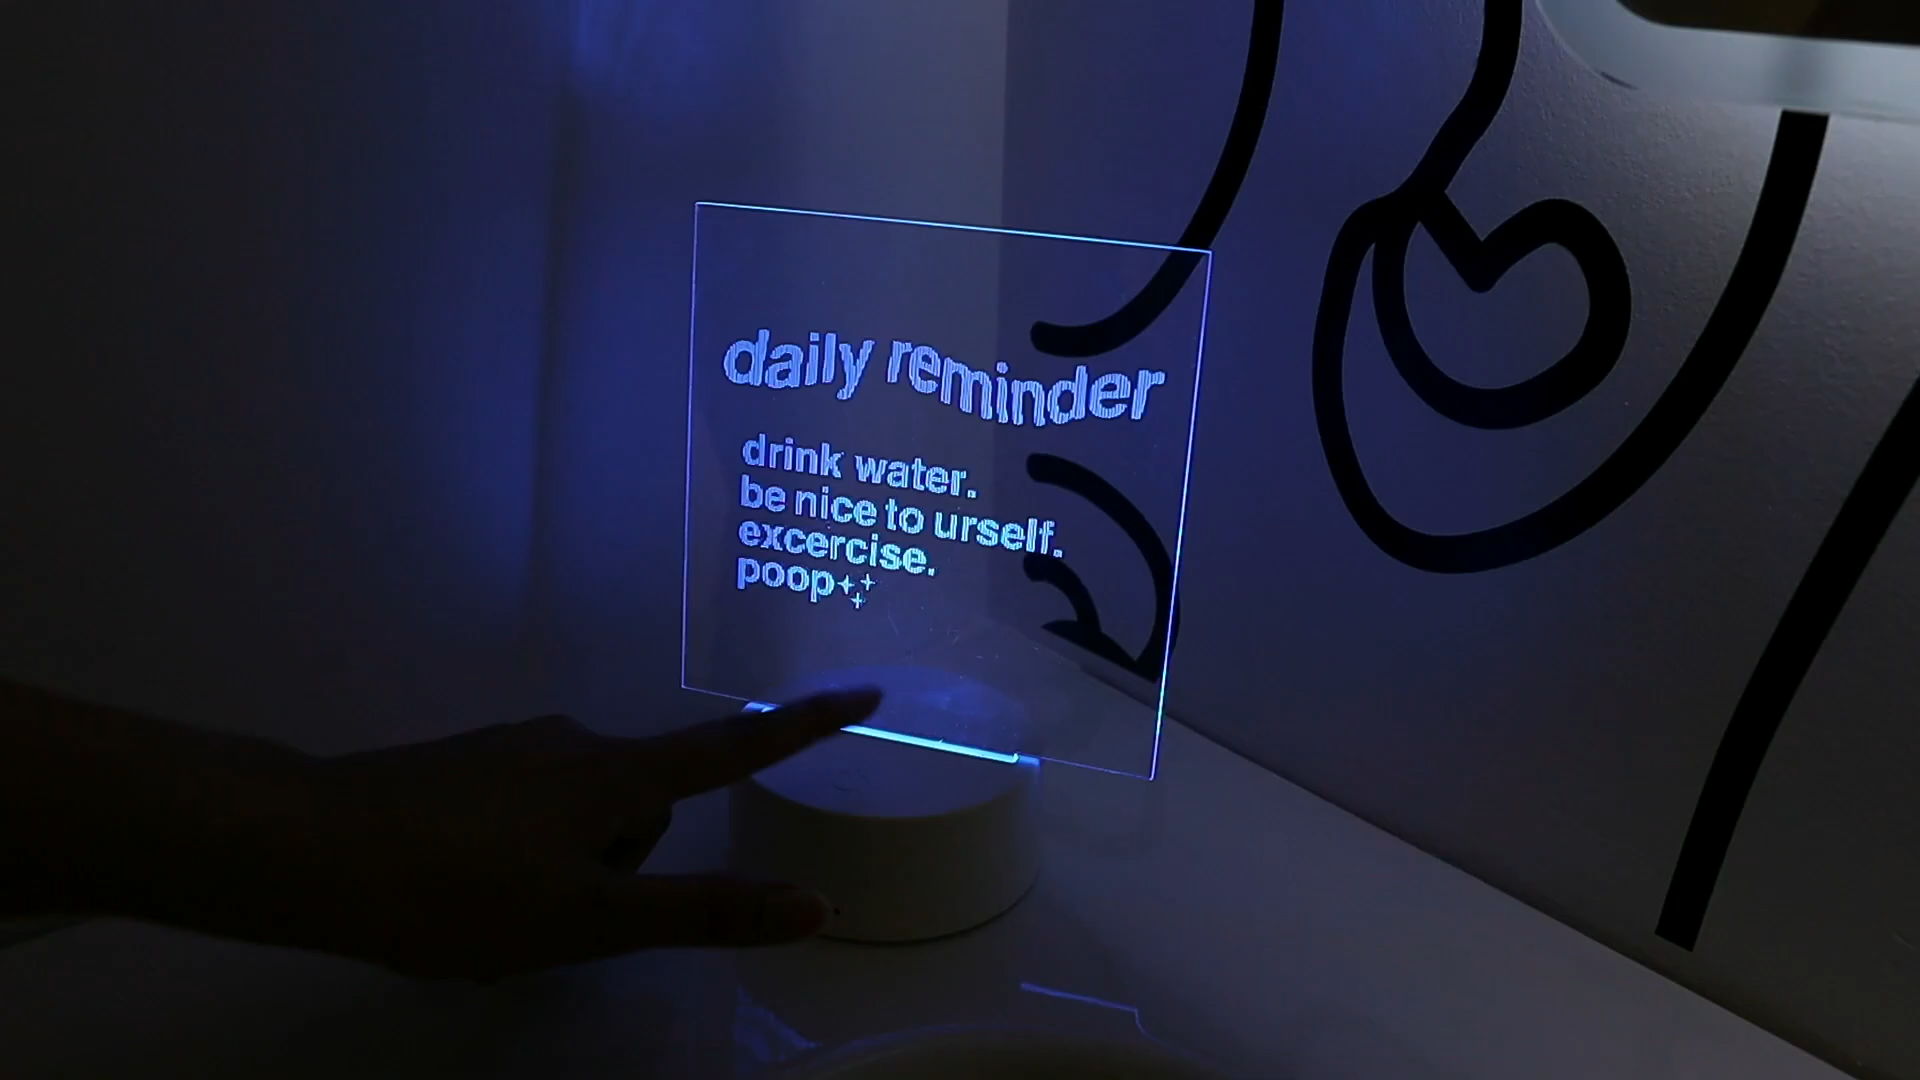 daily reminder
drink water.
be nice to urself.
excercise.
poop